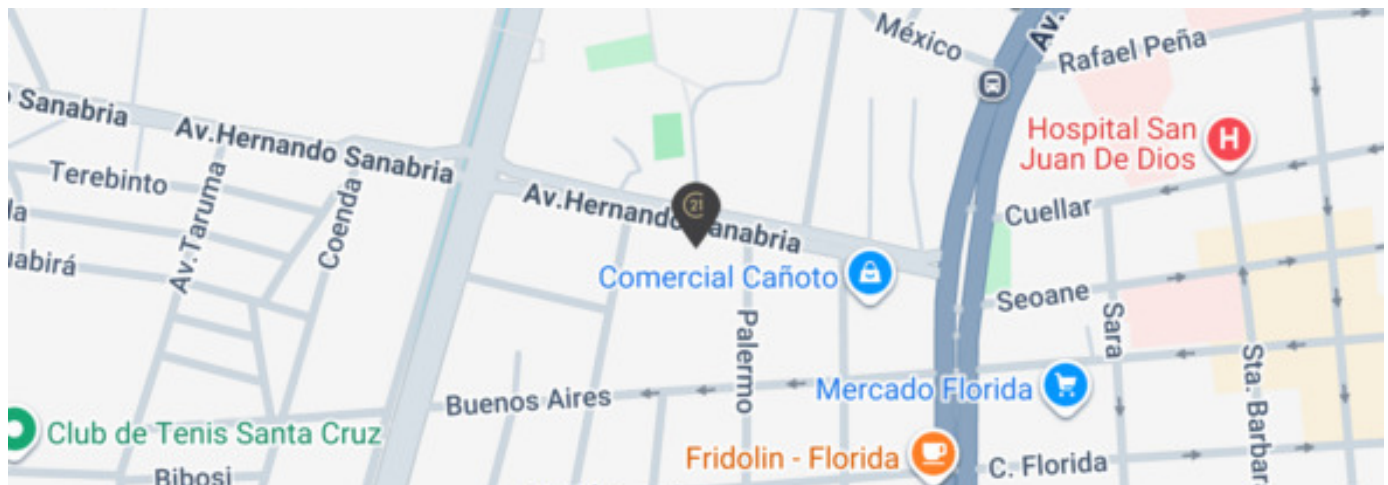 México
Av.
Rafael Peña
Sanabria
Av.Hernando Sanabria
Hospital San
Juan De Dios
Terebinto
Av. Taruma
Coenda
21
Av.Hernando Sanabria
Cuellar
Comercial Cañoto
Seoane
Sara
Palermo
Sta. Barbar
Buenos Aires
Mercado Florida
Club de Tenis Santa Cruz
Fridolin - Florida
C. Florida
Bibosi